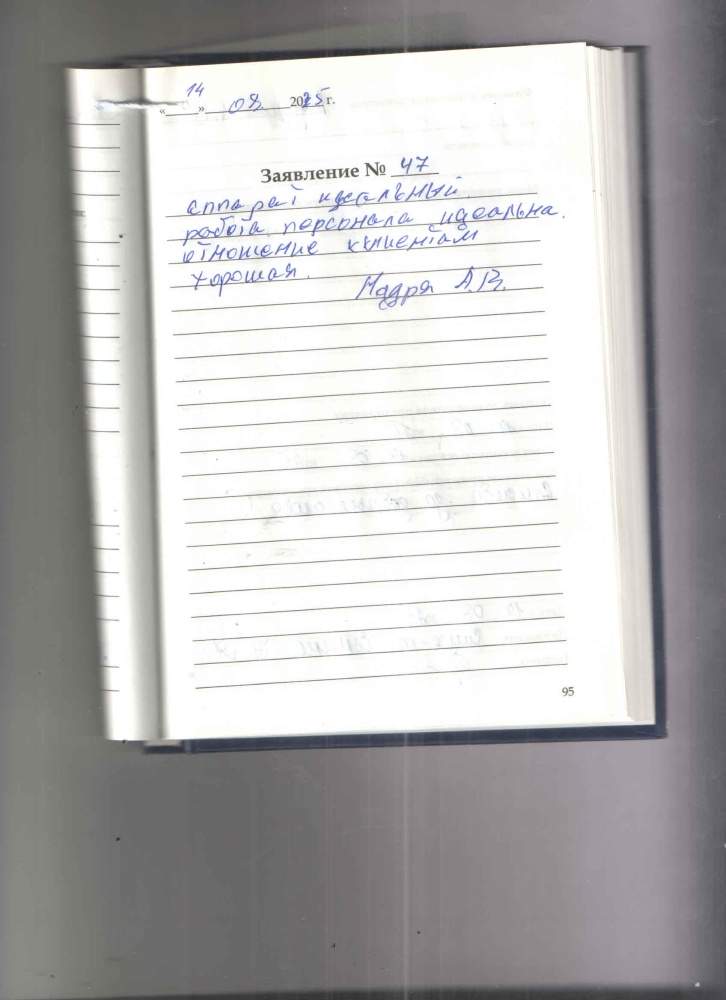 «14» 08 2025 г.
Заявление № 47
аппарат идеальный
работа персонала идеальна.
отношение к клиентам
хорошая.
Мадря А.В.
95